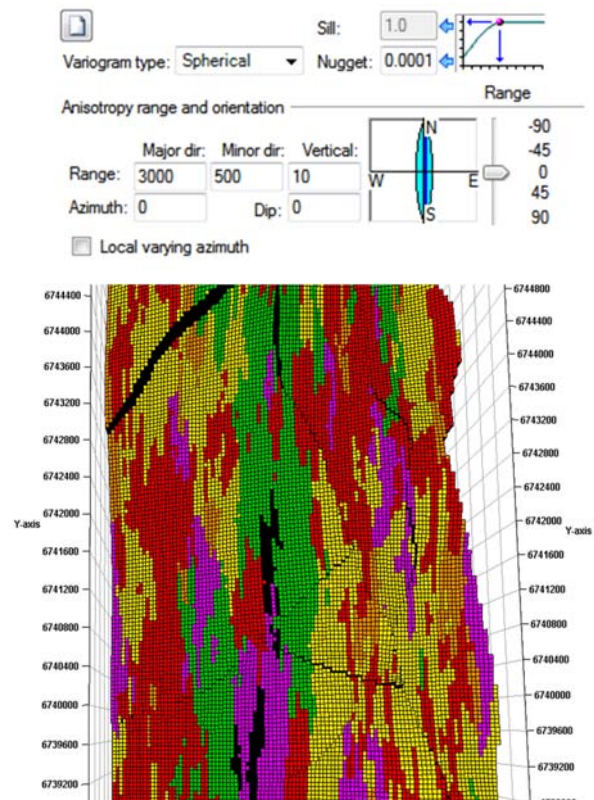 Sill: 1.0
Variogram type: Spherical Nugget: 0.0001
Range
Anisotropy range and orientation
Major dir: Minor dir: Vertical:
Range: 3000 500 10
Azimuth: 0 Dip: 0
N
W E
S
-90
-45
0
45
90
Local varying azimuth
6744400
6744000
6743600
6743200
6742800
6742400
6742000
Y-axis
6741600
6741200
6740800
6740400
6740000
6739600
6739200
6744800
6744400
6744000
6743600
6743200
6742800
6742400
6742000
Y-axis
6741600
6741200
6740800
6740400
6740000
6739600
6739200